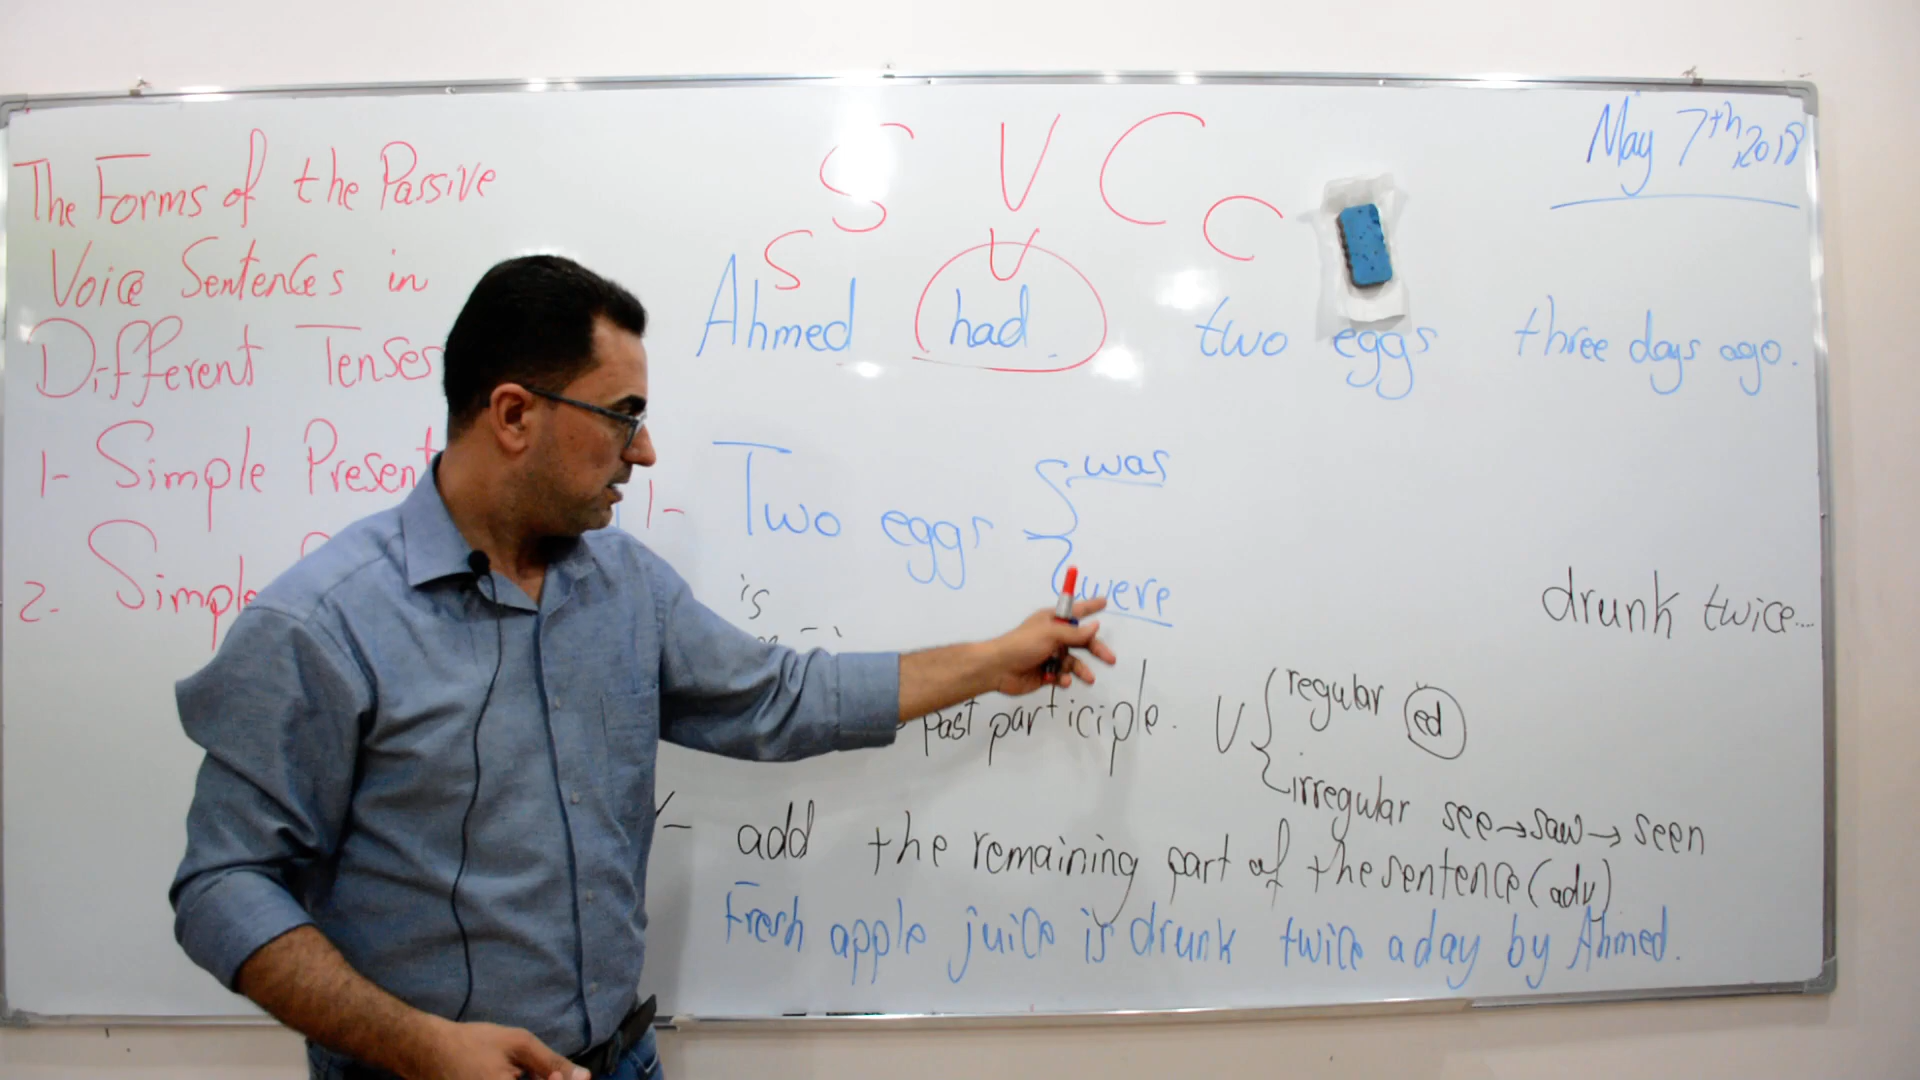 The Forms of the Passive
Voice Sentences in
Different Tenses
1- Simple Present
2- Simple
May 7th, 2018
S V C C
S V
Ahmed had two eggs three days ago.
1- Two eggs was
were
is
drunk twice....
past participle. V regular ed
irregular see→saw→seen
add the remaining part of the sentence (adv)
Fresh apple juice is drunk twice a day by Ahmed.